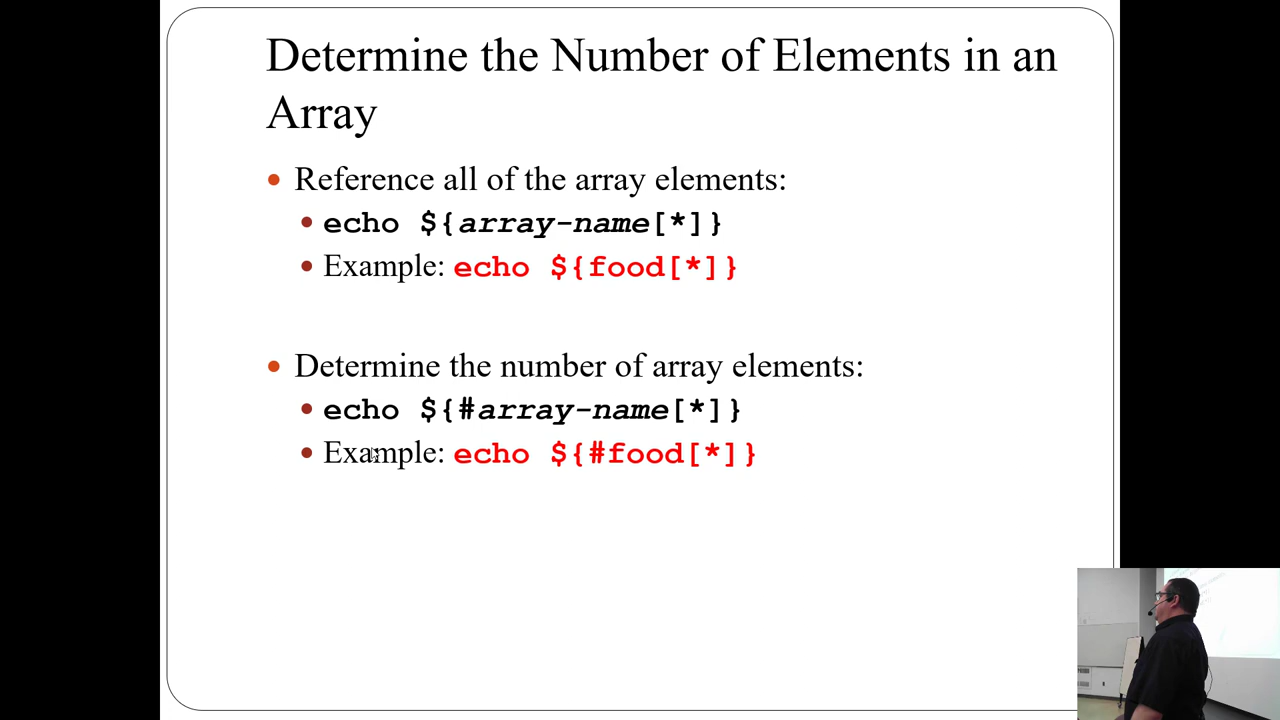 Determine the Number of Elements in an
Array
• Reference all of the array elements:
• echo ${array-name[*]}
• Example: echo ${food[*]}
• Determine the number of array elements:
• echo ${#array-name[*]}
• Example: echo ${#food[*]}